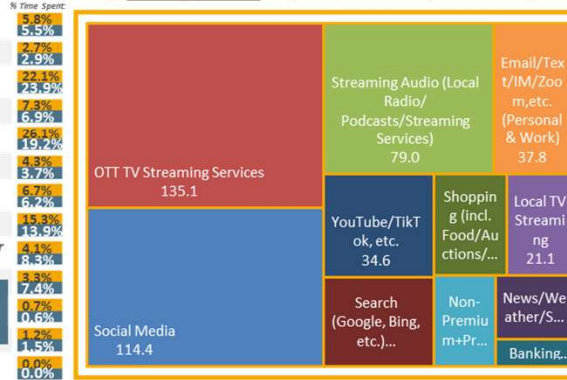 % Time Spent:
5.8%
5.5%
2.7%
2.9%
22.1%
23.9%
7.3%
6.9%
26.1%
19.2%
4.3%
3.7%
6.7%
6.2%
15.3%
13.9%
4.1%
8.3%
3.3%
7.4%
0.7%
0.6%
1.2%
1.5%
0.0%
0.0%
OTT TV Streaming Services
135.1
Social Media
114.4
Streaming Audio (Local
Radio/
Podcasts/Streaming
Services)
79.0
Email/Tex
t/IM/Zoo
m,etc.
(Personal
& Work)
37.8
YouTube/TikT
ok, etc.
34.6
Shoppin
g (incl.
Food/Au
ctions/...
Local TV
Streami
ng
21.1
Search
(Google, Bing,
etc.)...
Non-
Premiu
m+Pr...
News/We
ather/S...
Banking...